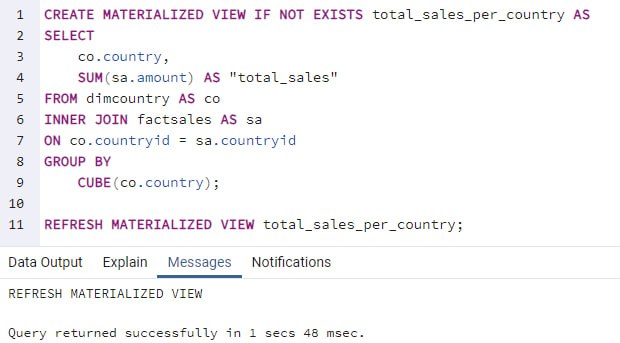 1 CREATE MATERIALIZED VIEW IF NOT EXISTS total_sales_per_country AS
2 SELECT
3 co.country,
4 SUM(sa.amount) AS "total_sales"
5 FROM dimcountry AS co
6 INNER JOIN factsales AS sa
7 ON co.countryid = sa.countryid
8 GROUP BY
9 CUBE(co.country);
10
11 REFRESH MATERIALIZED VIEW total_sales_per_country;
Data Output Explain Messages Notifications
REFRESH MATERIALIZED VIEW
Query returned successfully in 1 secs 48 msec.